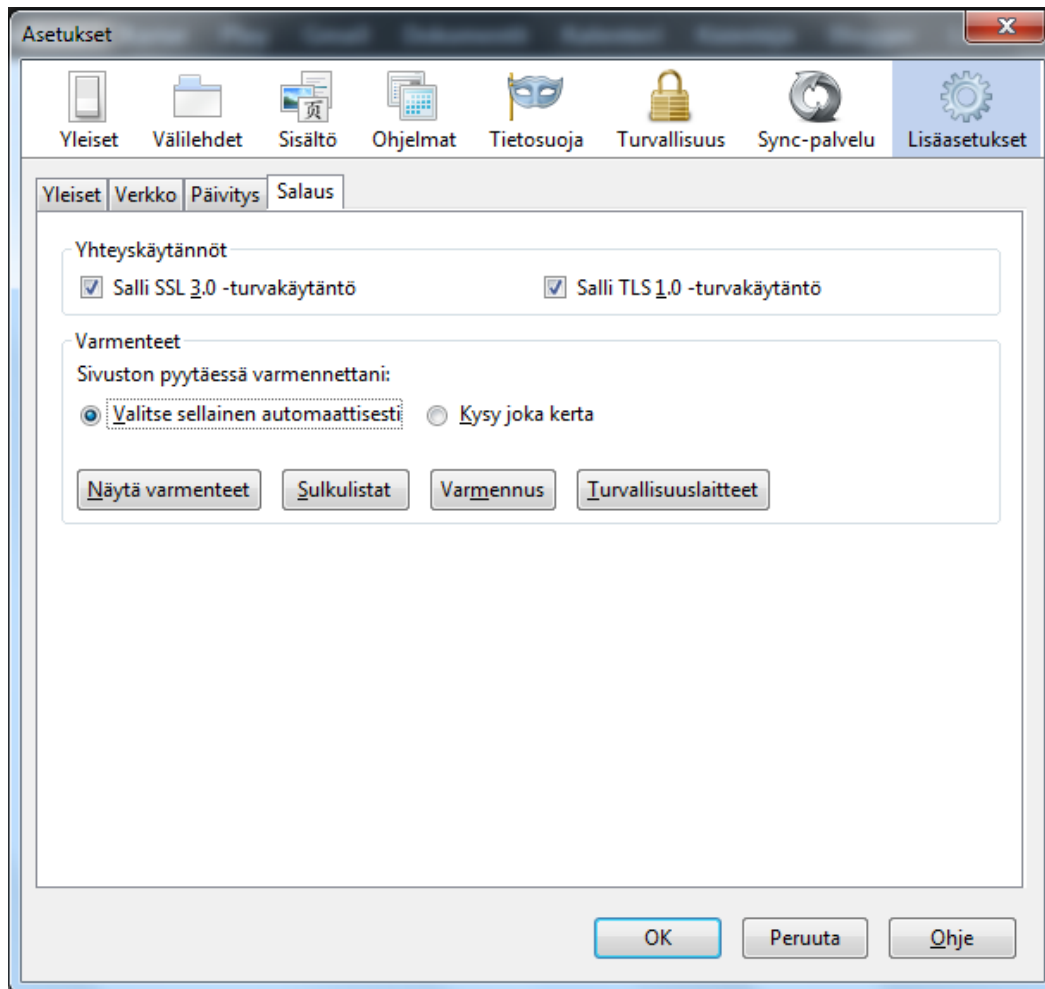 Asetukset
Yleiset Välilehdet Sisältö Ohjelmat Tietosuoja Turvallisuus Sync-palvelu Lisäasetukset
Yleiset Verkko Päivitys Salaus
Yhteyskäytännöt
Salli SSL 3.0 -turvakäytäntö Salli TLS 1.0 -turvakäytäntö
Varmenteet
Sivuston pyytäessä varmennettani:
Valitse sellainen automaattisesti Kysy joka kerta
Näytä varmenteet Sulkulistat Varmennus Turvallisuuslaitteet
OK Peruuta Ohje